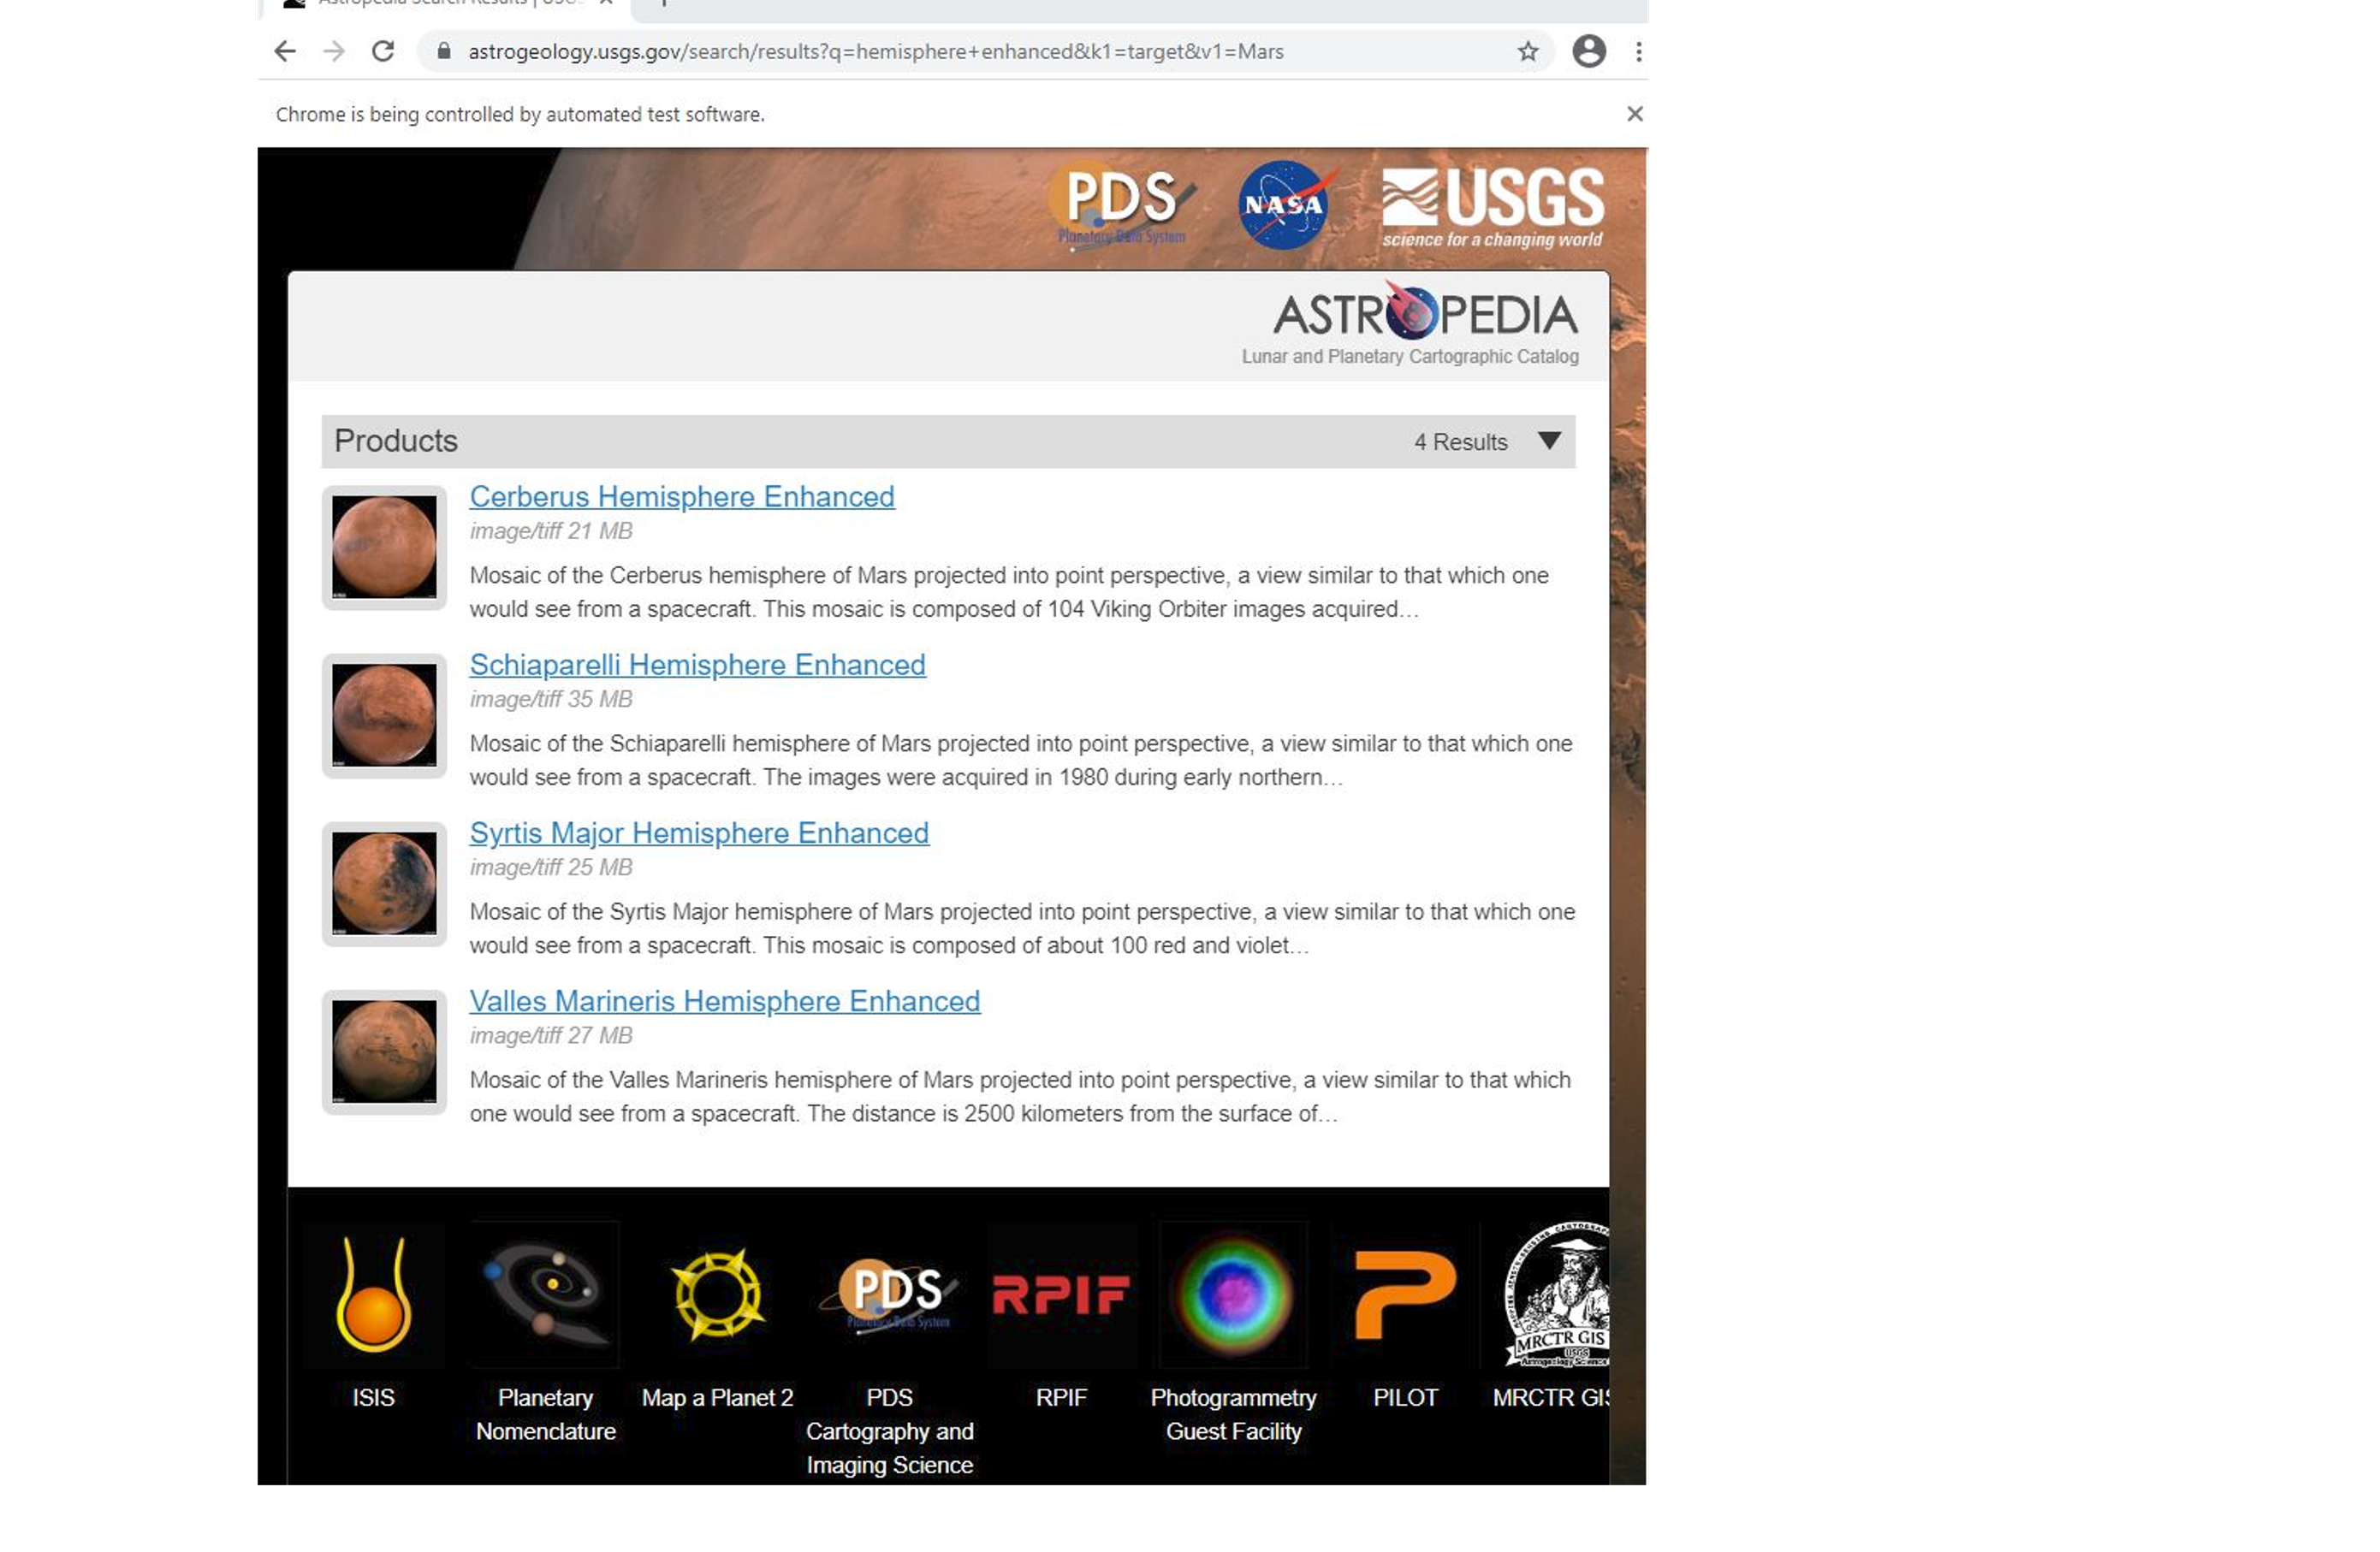 Astropedia Search Results | USG
astrogeology.usgs.gov/search/results?q=hemisphere+enhanced&k1=target&v1=Mars
Chrome is being controlled by automated test software.
PDS
Planetary Data System
NASA
USGS
science for a changing world
ASTROPEDIA
Lunar and Planetary Cartographic Catalog
Products 4 Results
Cerberus Hemisphere Enhanced
image/tiff 21 MB
Mosaic of the Cerberus hemisphere of Mars projected into point perspective, a view similar to that which one
would see from a spacecraft. This mosaic is composed of 104 Viking Orbiter images acquired…
Schiaparelli Hemisphere Enhanced
image/tiff 35 MB
Mosaic of the Schiaparelli hemisphere of Mars projected into point perspective, a view similar to that which one
would see from a spacecraft. The images were acquired in 1980 during early northern…
Syrtis Major Hemisphere Enhanced
image/tiff 25 MB
Mosaic of the Syrtis Major hemisphere of Mars projected into point perspective, a view similar to that which one
would see from a spacecraft. This mosaic is composed of about 100 red and violet…
Valles Marineris Hemisphere Enhanced
image/tiff 27 MB
Mosaic of the Valles Marineris hemisphere of Mars projected into point perspective, a view similar to that which
one would see from a spacecraft. The distance is 2500 kilometers from the surface of…
PDS
Planetary Data System
RPIF
MRCTR GIS
USGS
ISIS
Planetary
Nomenclature
Map a Planet 2
PDS
Cartography and
Imaging Science
RPIF
Photogrammetry
Guest Facility
PILOT
MRCTR GIS